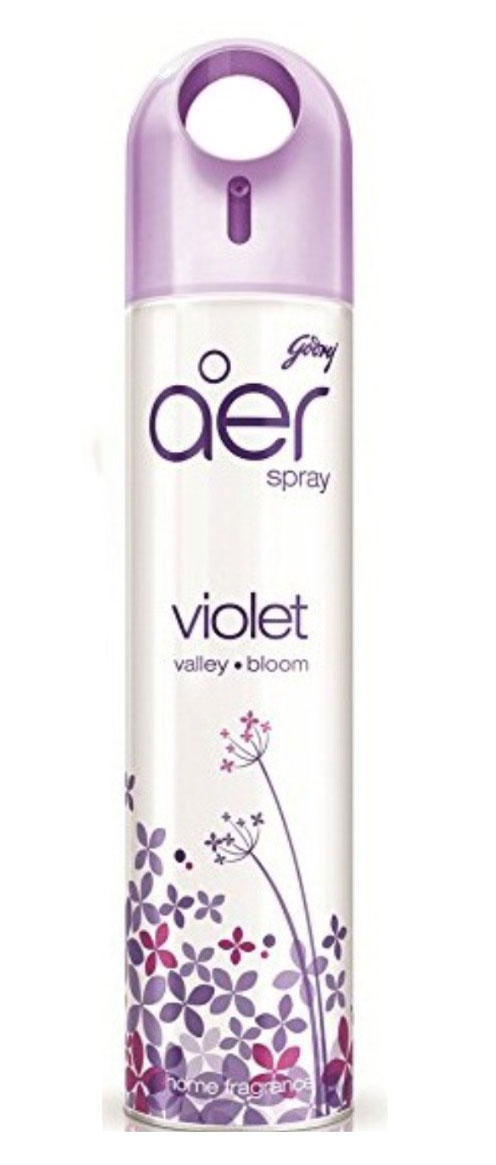 Godrej
aer
spray
violet
valley • bloom
home fragrance